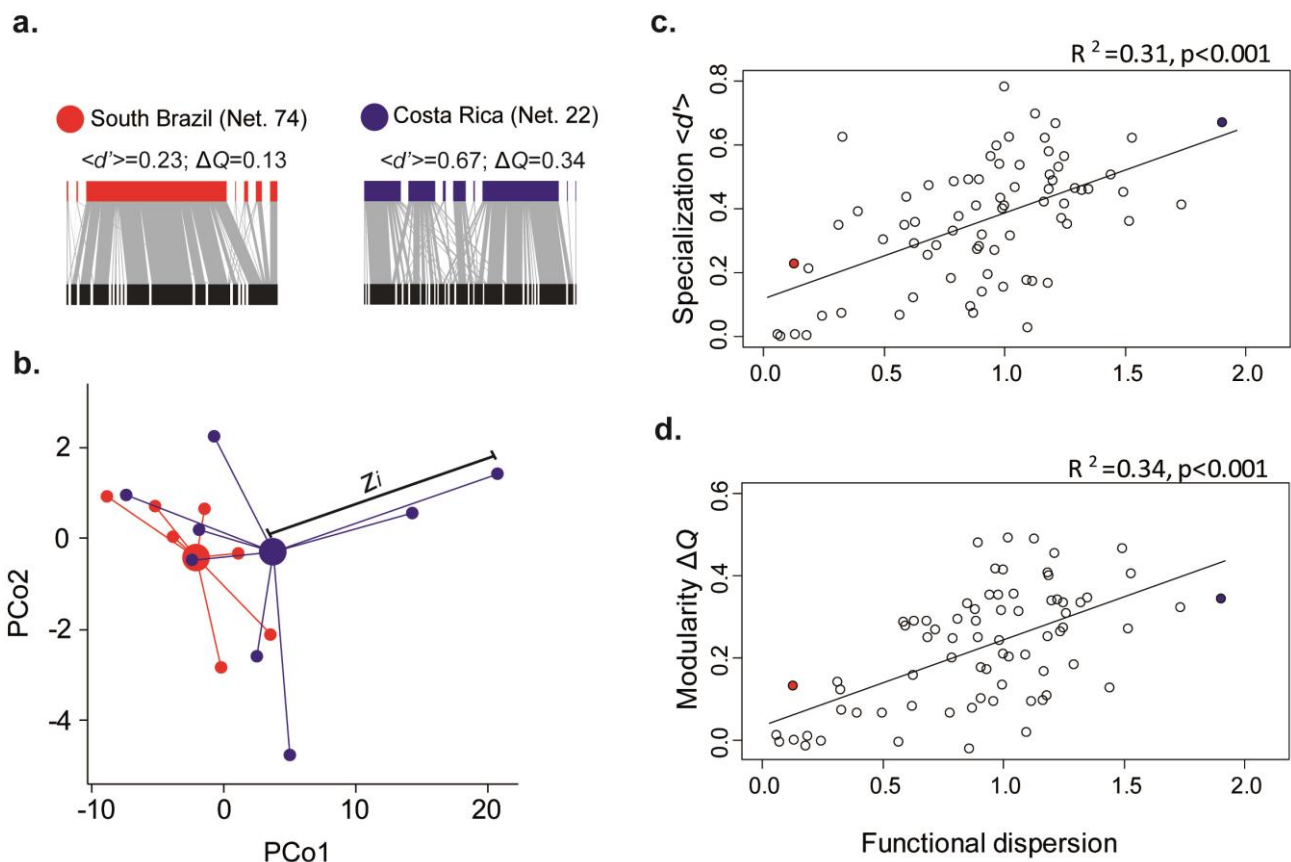 a.
South Brazil (Net. 74)
<d'>=0.23; ΔQ=0.13
Costa Rica (Net. 22)
<d'>=0.67; ΔQ=0.34
b.
PCo2
2
0
-2
-4
Zi
-10
0
10
20
PCo1
c.
R²=0.31, p<0.001
Specialization <d'>
0.8
0.6
0.4
0.2
0.0
0.0
0.5
1.0
1.5
2.0
d.
R²=0.34, p<0.001
Modularity ΔQ
0.6
0.4
0.2
0.0
0.0
0.5
1.0
1.5
2.0
Functional dispersion